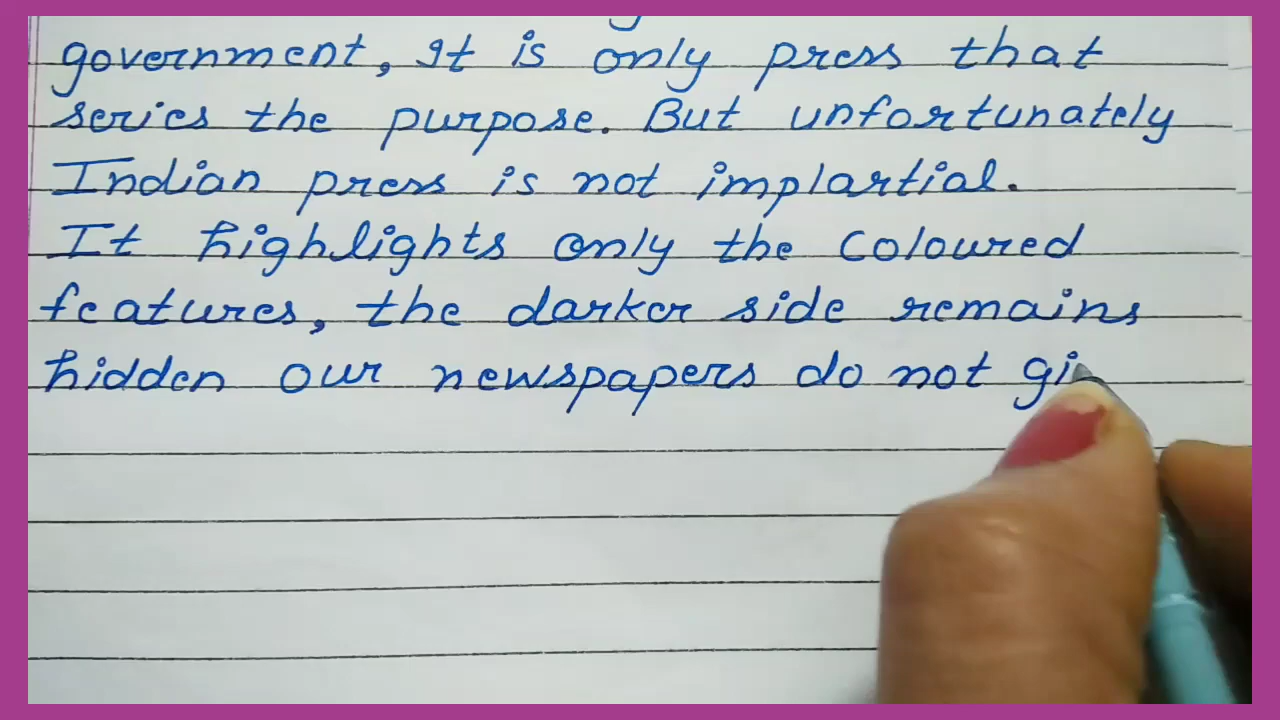 government, It is only press that
series the purpose. But unfortunately
Indian press is not implartial.
It highlights only the coloured
features, the darker side remains
hidden our newspapers do not gi